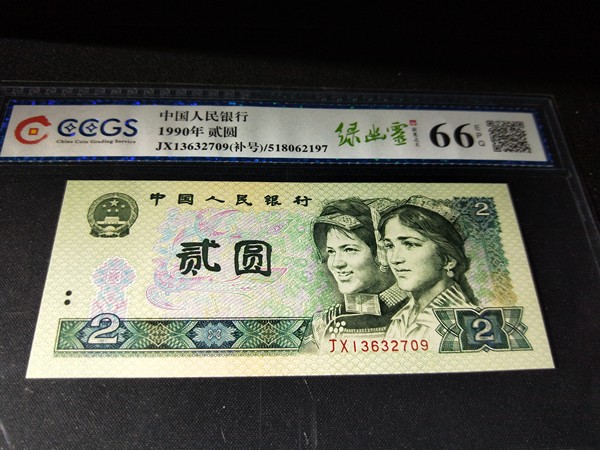 CCGS
China Coin Grading Service
中国人民银行
1990年 贰圆
JX13632709(补号)/518062197
绿幽灵
66 EPQ
中国人民银行
贰圆
2
2
2
JX13632709